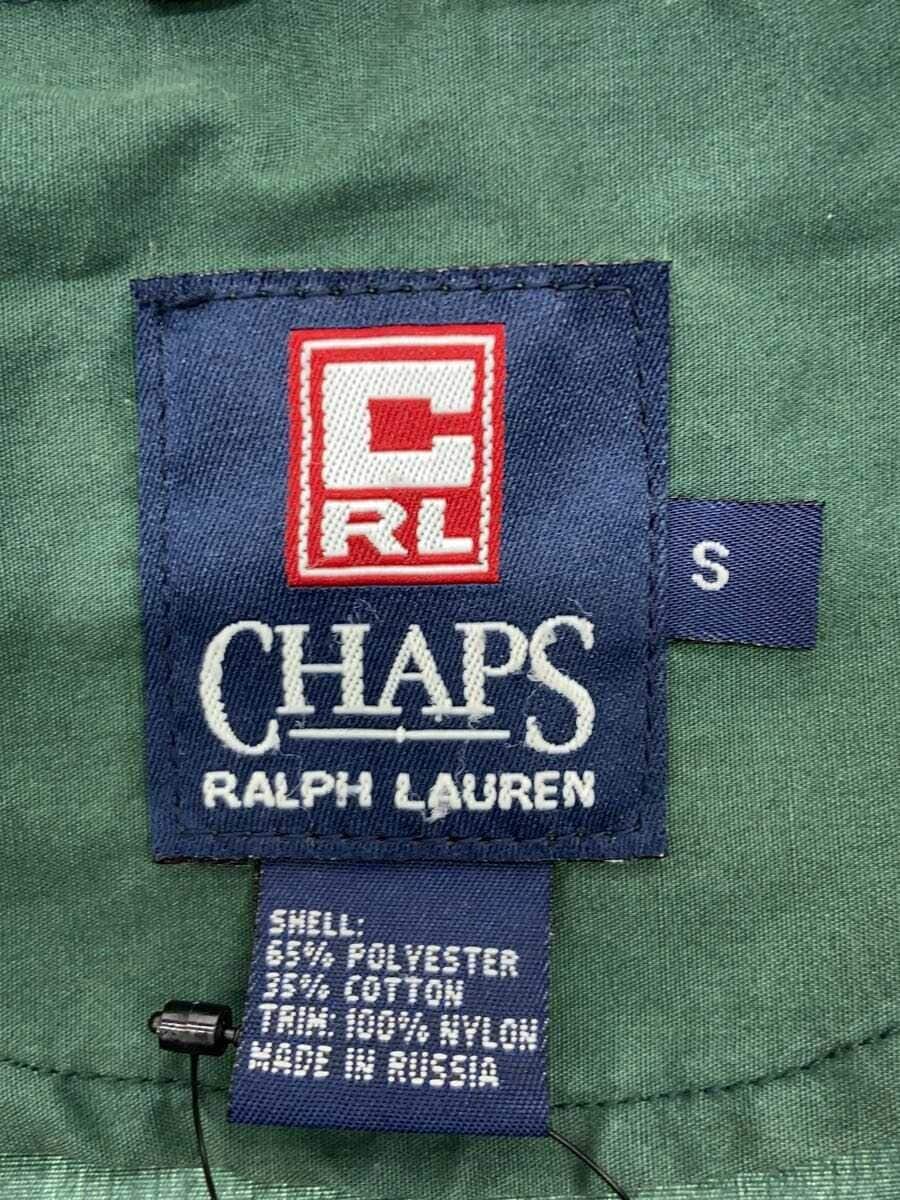 C
RL
CHAPS
RALPH LAUREN
S
SHELL:
65% POLYESTER
35% COTTON
TRIM: 100% NYLON
MADE IN RUSSIA